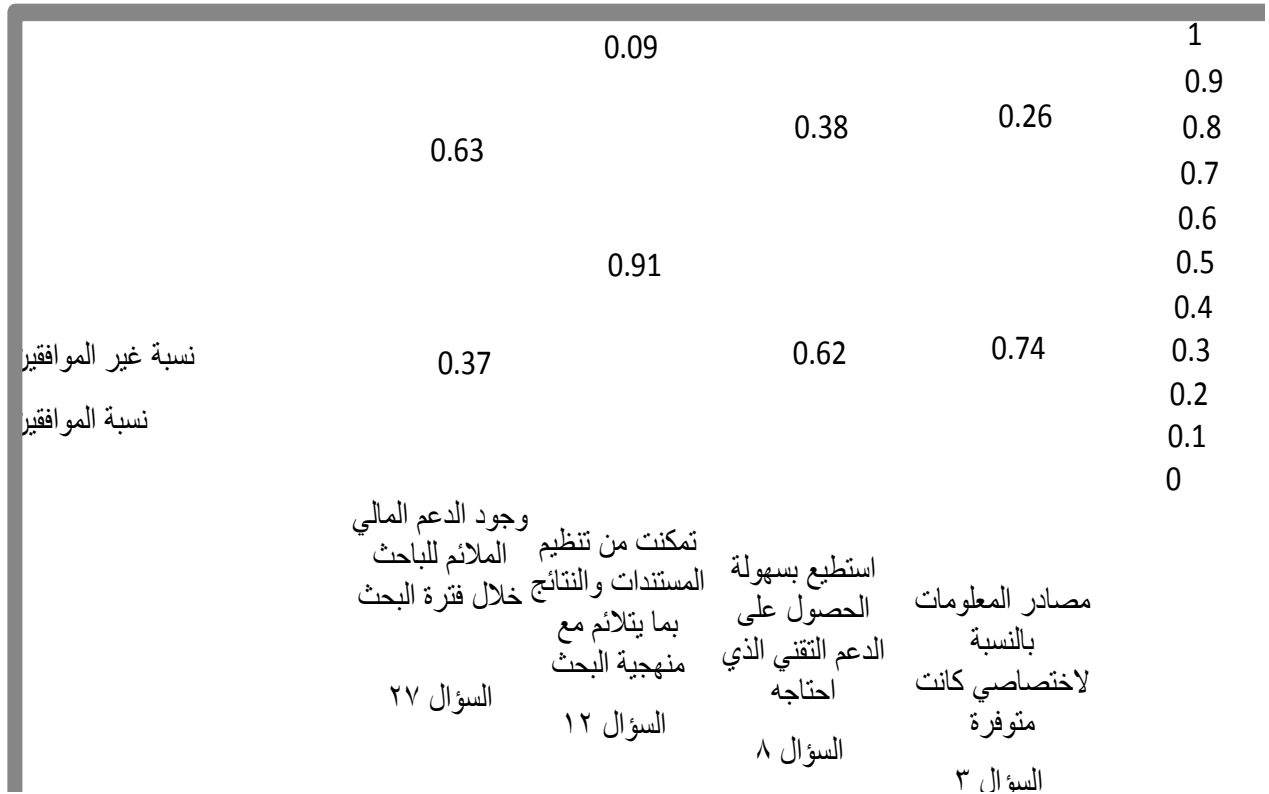 1
0.9
0.8
0.7
0.6
0.5
0.4
0.3
0.2
0.1
0
0.26
0.38
0.09
0.63
0.74
0.62
0.91
0.37
نسبة غير الموافقين
نسبة الموافقين
مصادر المعلومات
بالنسبة
لاختصاصي كانت
متوفرة
السؤال ٣
استطيع بسهولة
الحصول على
الدعم التقني الذي
احتاجه
السؤال ٨
تمكنت من تنظيم
المستندات والنتائج
بما يتلائم مع
منهجية البحث
السؤال ١٢
وجود الدعم المالي
الملائم للباحث
خلال فترة البحث
السؤال ٢٧